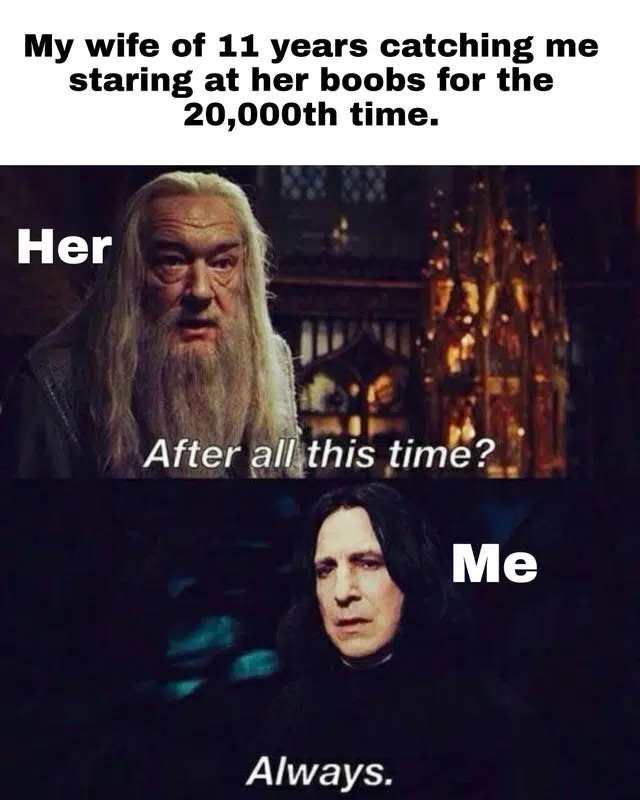 My wife of 11 years catching me
staring at her boobs for the
20,000th time.
Her
After all this time?
Me
Always.